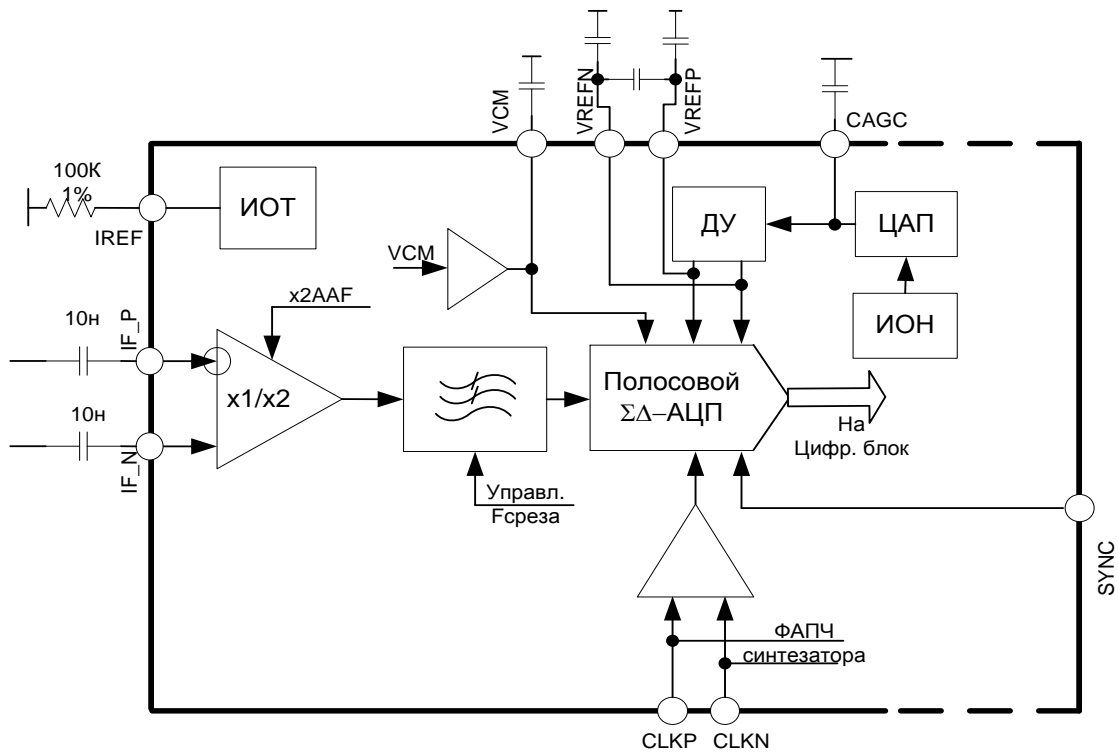 VCM
VREFN
VREFP
CAGC
100К
1%
IREF
ИОТ
ДУ
ЦАП
ИОН
VCM
x2AAF
10н
IF_P
x1/x2
10н
IF_N
Полосовой
ΣΔ–АЦП
На
Цифр. блок
Управл.
Fсреза
SYNC
ФАПЧ
синтезатора
CLKP
CLKN